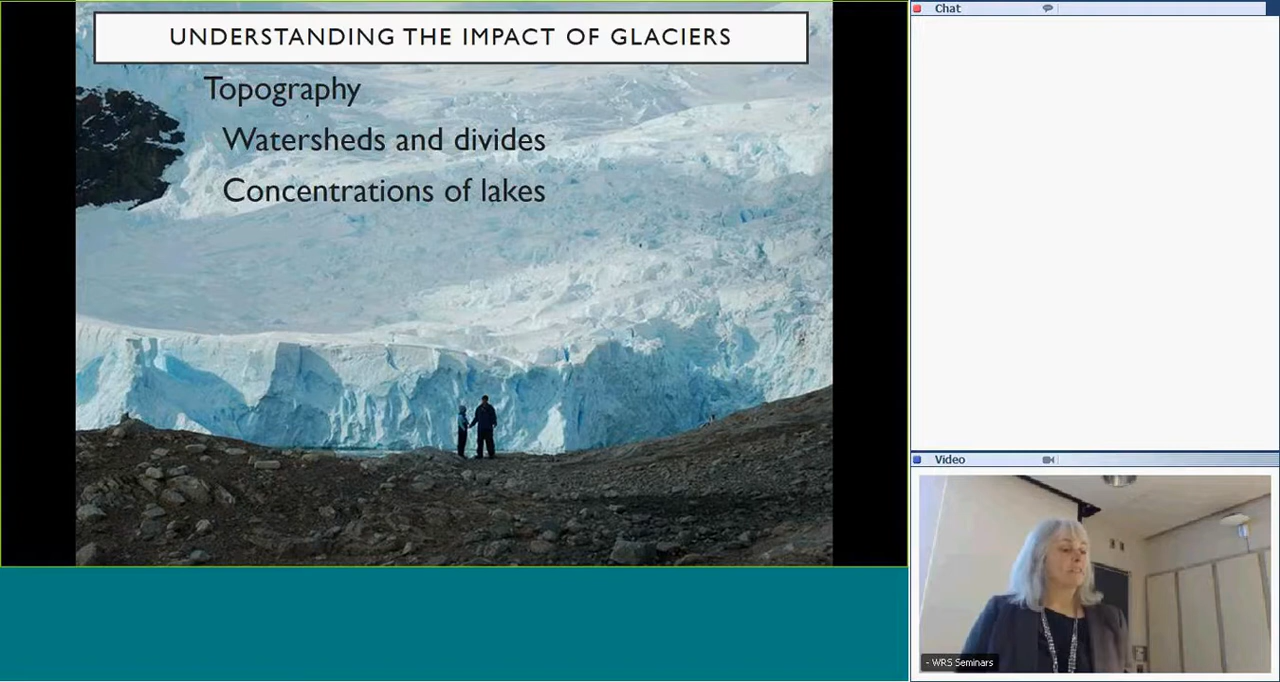 UNDERSTANDING THE IMPACT OF GLACIERS
Topography
Watersheds and divides
Concentrations of lakes
Chat
Video
- WRS Seminars